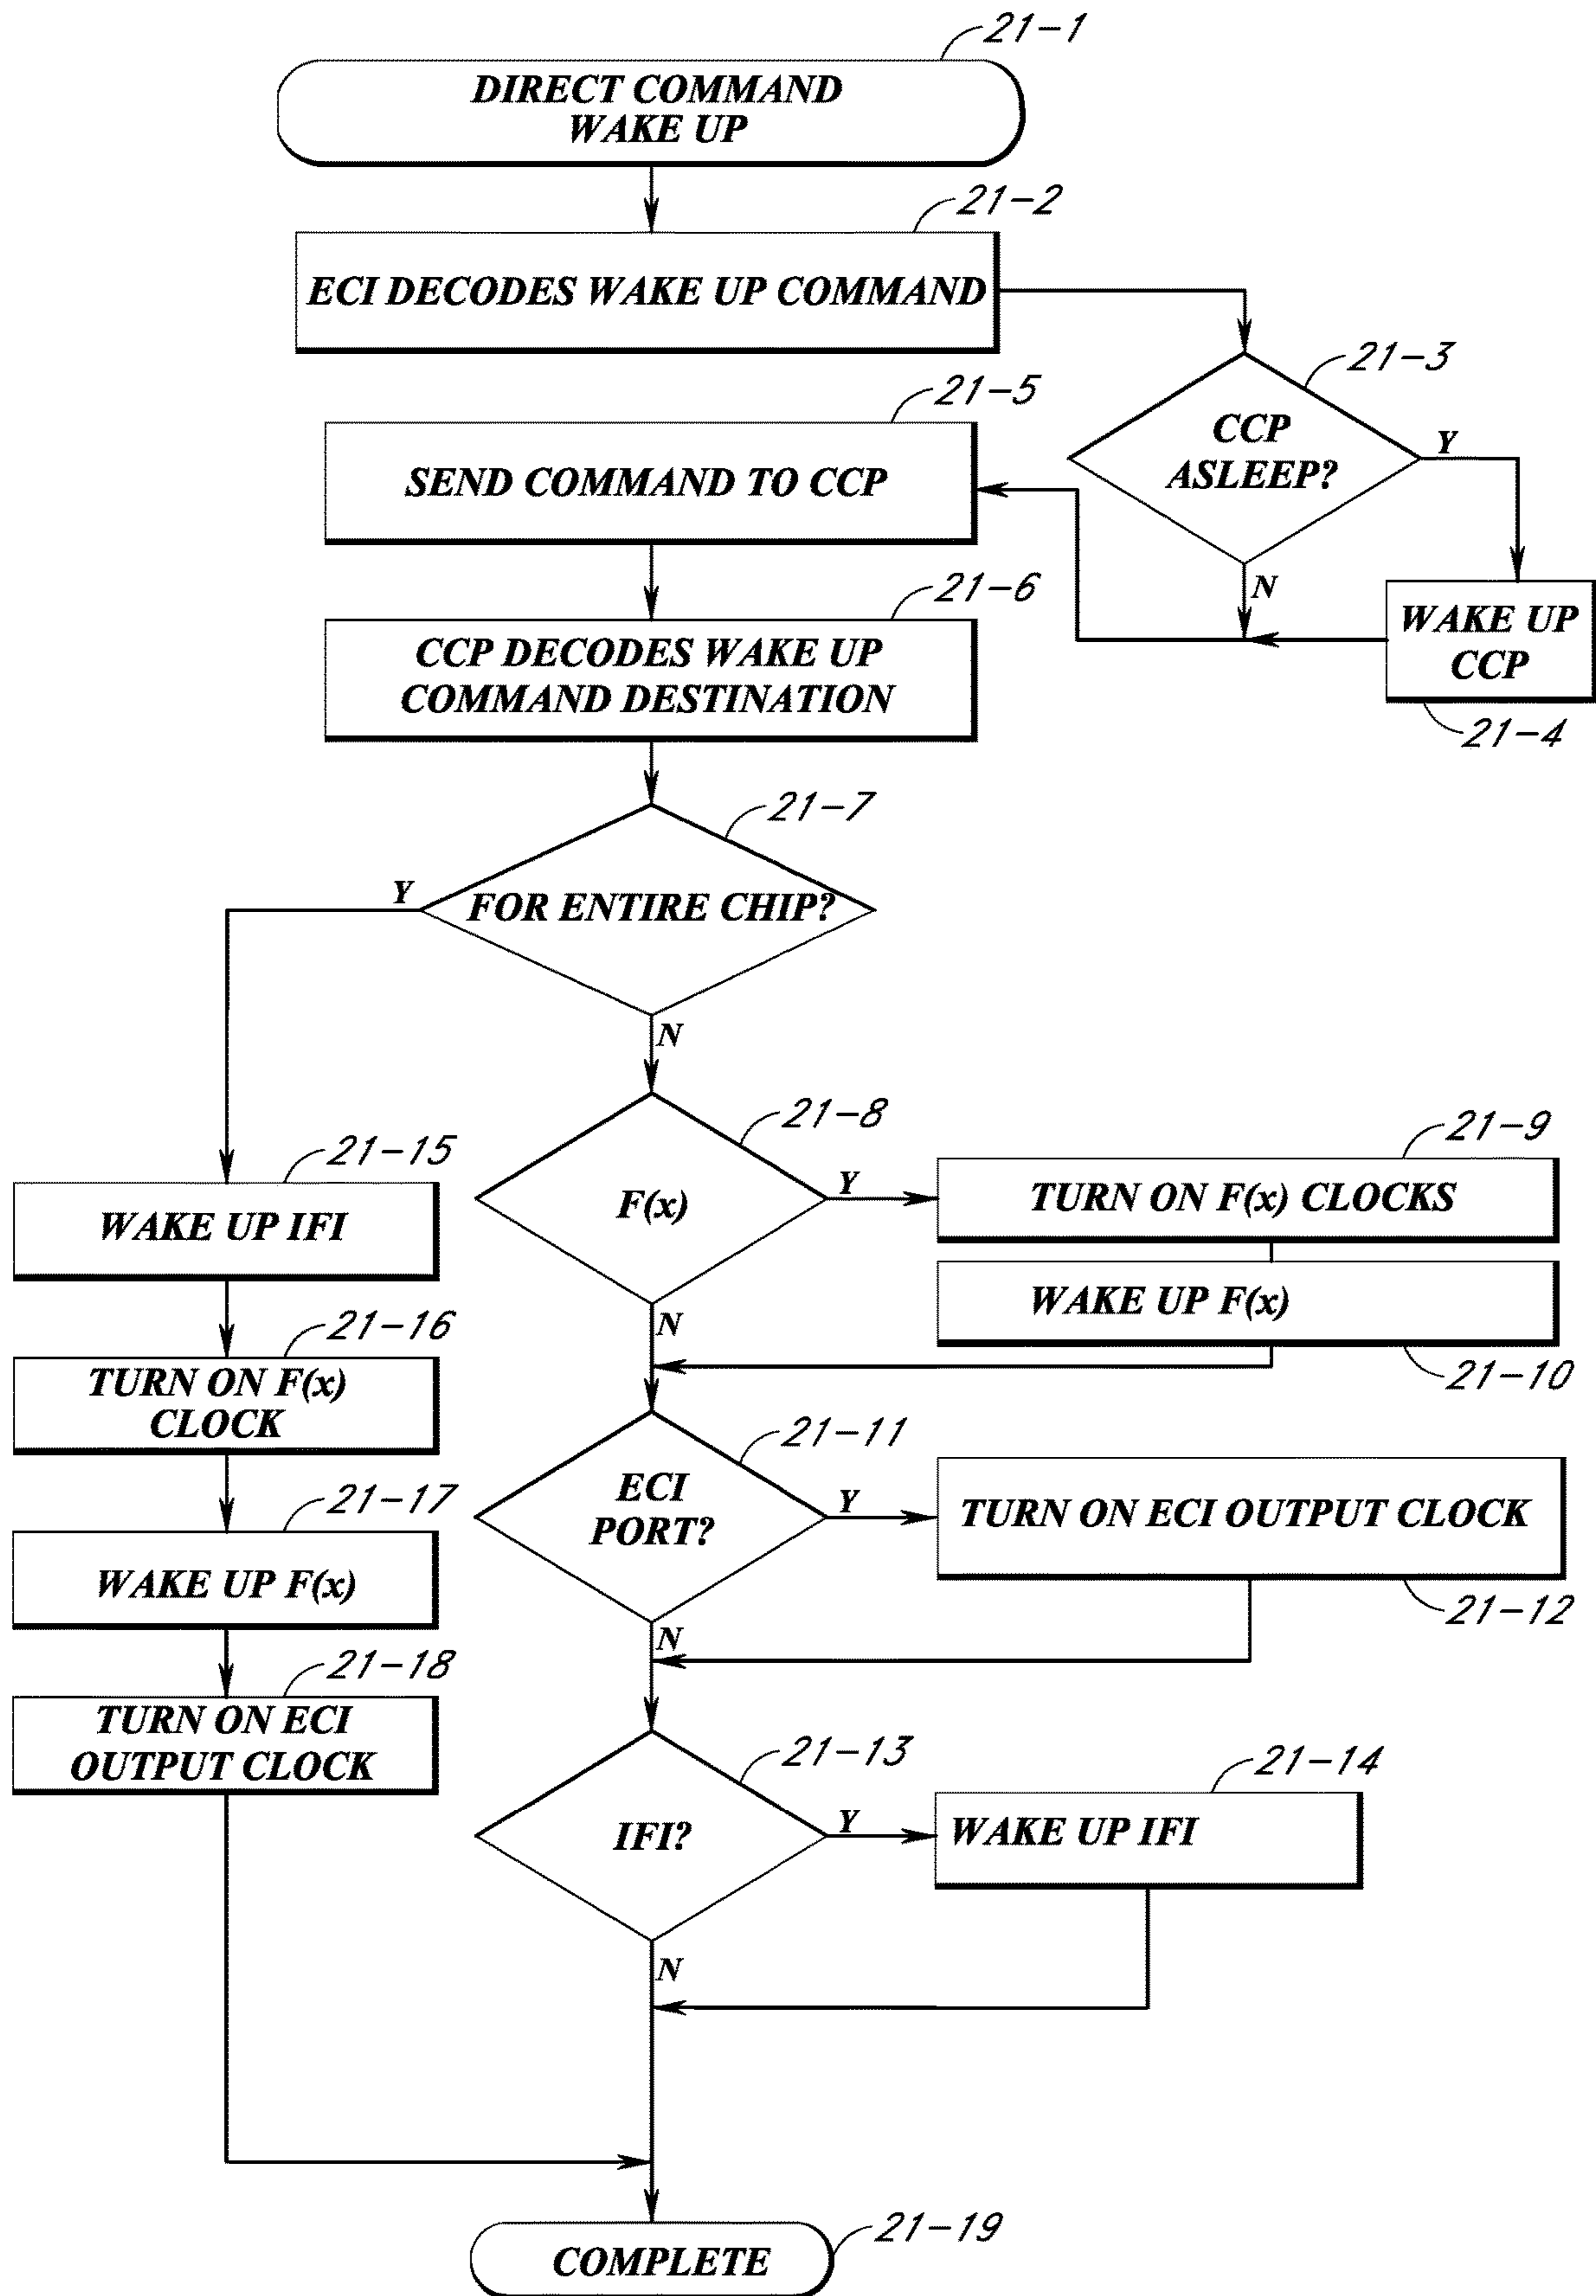 21-1
DIRECT COMMAND
WAKE UP
21-2
ECI DECODES WAKE UP COMMAND
21-3
CCP
ASLEEP?
Y
N
WAKE UP
CCP
21-4
21-5
SEND COMMAND TO CCP
21-6
CCP DECODES WAKE UP
COMMAND DESTINATION
21-7
FOR ENTIRE CHIP?
Y
N
21-8
F(x)
Y
N
21-9
TURN ON F(x) CLOCKS
WAKE UP F(x)
21-10
21-11
ECI
PORT?
Y
N
TURN ON ECI OUTPUT CLOCK
21-12
21-13
IFI?
Y
N
21-14
WAKE UP IFI
21-15
WAKE UP IFI
21-16
TURN ON F(x)
CLOCK
21-17
WAKE UP F(x)
21-18
TURN ON ECI
OUTPUT CLOCK
21-19
COMPLETE